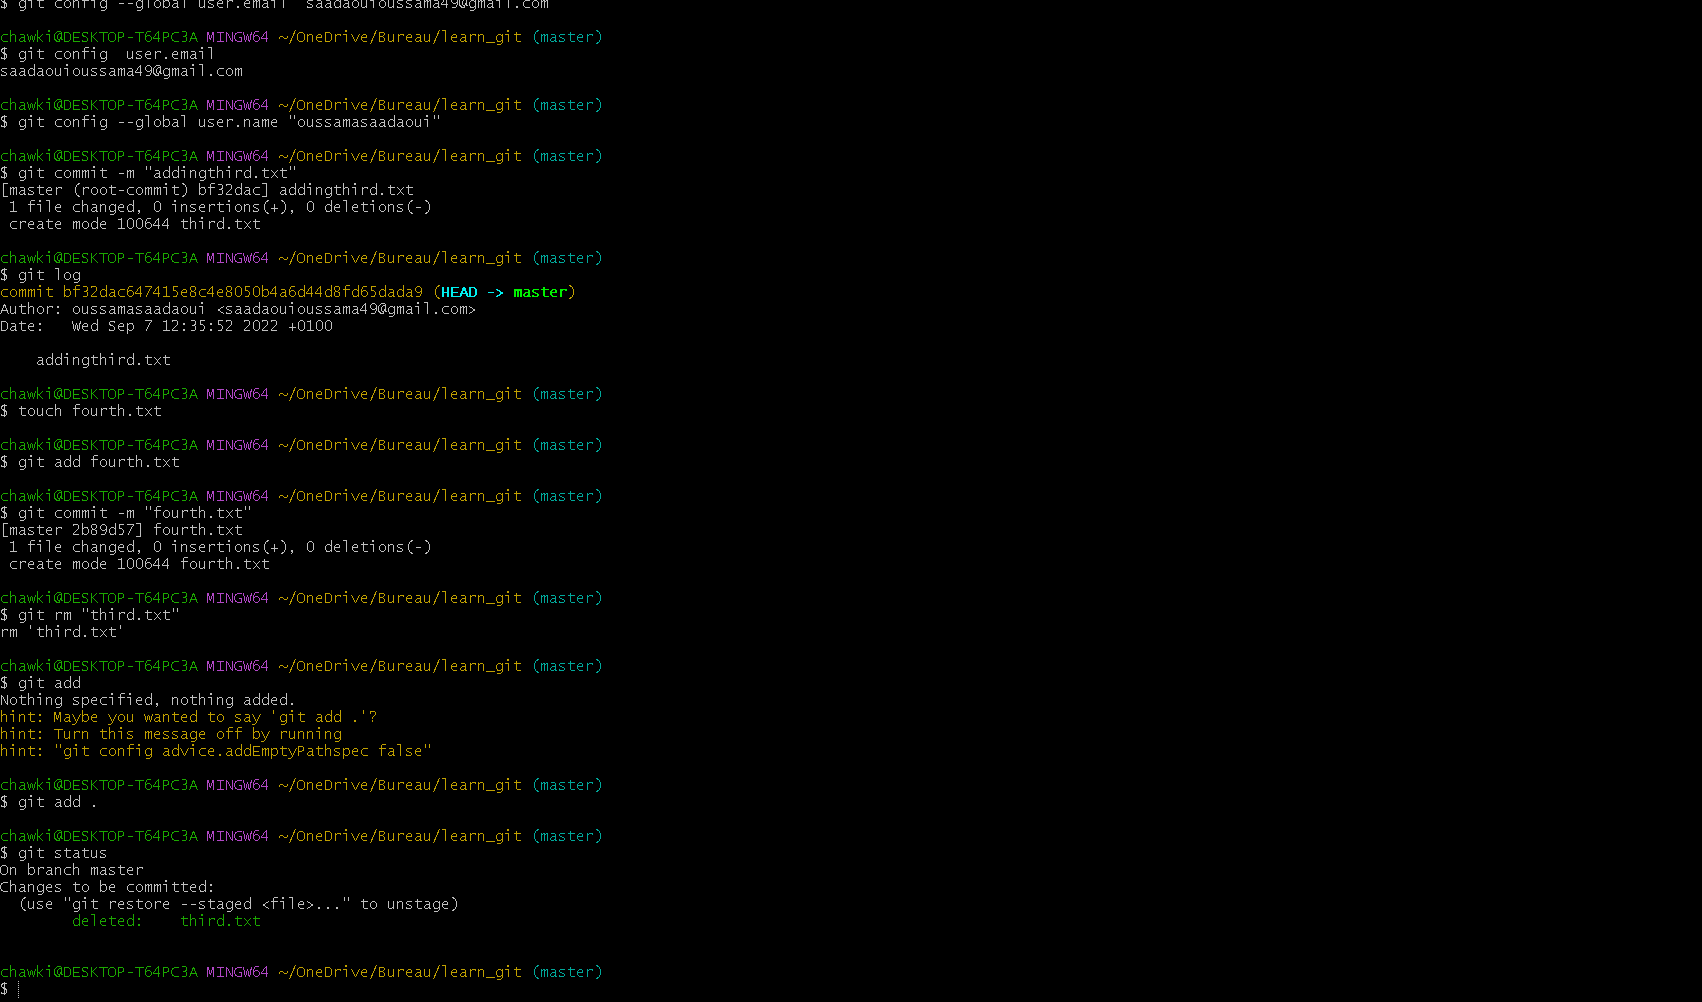 $ git config --global user.email  saadaouioussama49@gmail.com
chawki@DESKTOP-T64PC3A MINGW64 ~/OneDrive/Bureau/learn_git (master)
$ git config  user.email
saadaouioussama49@gmail.com
chawki@DESKTOP-T64PC3A MINGW64 ~/OneDrive/Bureau/learn_git (master)
$ git config --global user.name "oussamasaadaoui"
chawki@DESKTOP-T64PC3A MINGW64 ~/OneDrive/Bureau/learn_git (master)
$ git commit -m "addingthird.txt"
[master (root-commit) bf32dac] addingthird.txt
 1 file changed, 0 insertions(+), 0 deletions(-)
 create mode 100644 third.txt
chawki@DESKTOP-T64PC3A MINGW64 ~/OneDrive/Bureau/learn_git (master)
$ git log
commit bf32dac647415e8c4e8050b4a6d44d8fd65dada9 (HEAD -> master)
Author: oussamasaadaoui <saadaouioussama49@gmail.com>
Date:   Wed Sep 7 12:35:52 2022 +0100
    addingthird.txt
chawki@DESKTOP-T64PC3A MINGW64 ~/OneDrive/Bureau/learn_git (master)
$ touch fourth.txt
chawki@DESKTOP-T64PC3A MINGW64 ~/OneDrive/Bureau/learn_git (master)
$ git add fourth.txt
chawki@DESKTOP-T64PC3A MINGW64 ~/OneDrive/Bureau/learn_git (master)
$ git commit -m "fourth.txt"
[master 2b89d57] fourth.txt
 1 file changed, 0 insertions(+), 0 deletions(-)
 create mode 100644 fourth.txt
chawki@DESKTOP-T64PC3A MINGW64 ~/OneDrive/Bureau/learn_git (master)
$ git rm "third.txt"
rm 'third.txt'
chawki@DESKTOP-T64PC3A MINGW64 ~/OneDrive/Bureau/learn_git (master)
$ git add
Nothing specified, nothing added.
hint: Maybe you wanted to say 'git add .'?
hint: Turn this message off by running
hint: "git config advice.addEmptyPathspec false"
chawki@DESKTOP-T64PC3A MINGW64 ~/OneDrive/Bureau/learn_git (master)
$ git add .
chawki@DESKTOP-T64PC3A MINGW64 ~/OneDrive/Bureau/learn_git (master)
$ git status
On branch master
Changes to be committed:
  (use "git restore --staged <file>..." to unstage)
        deleted:    third.txt
chawki@DESKTOP-T64PC3A MINGW64 ~/OneDrive/Bureau/learn_git (master)
$